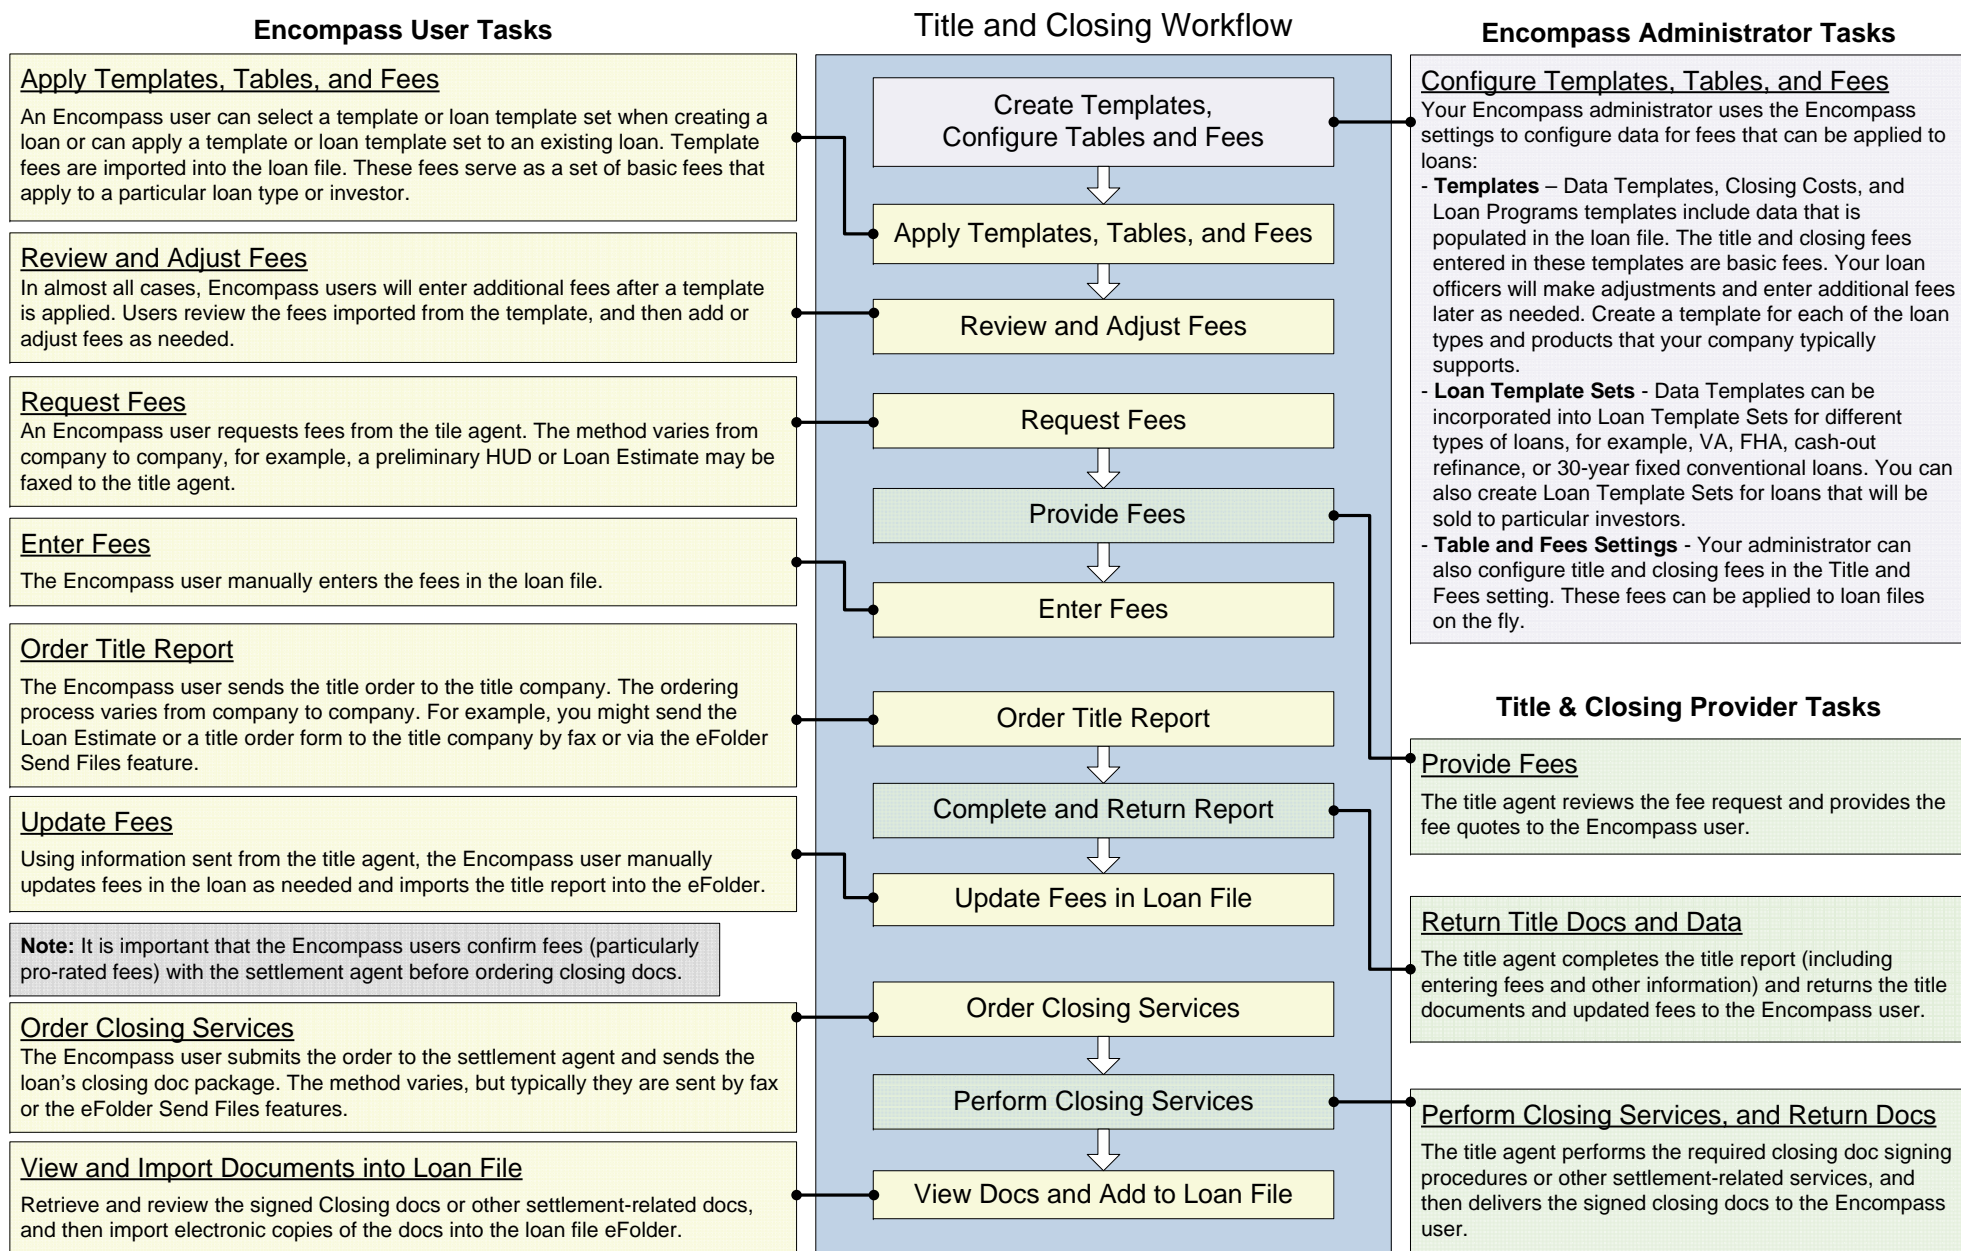 Encompass User Tasks
Apply Templates, Tables, and Fees
An Encompass user can select a template or loan template set when creating a
loan or can apply a template or loan template set to an existing loan. Template
fees are imported into the loan file. These fees serve as a set of basic fees that
apply to a particular loan type or investor.
Review and Adjust Fees
In almost all cases, Encompass users will enter additional fees after a template
is applied. Users review the fees imported from the template, and then add or
adjust fees as needed.
Request Fees
An Encompass user requests fees from the tile agent. The method varies from
company to company, for example, a preliminary HUD or Loan Estimate may be
faxed to the title agent.
Enter Fees
The Encompass user manually enters the fees in the loan file.
Order Title Report
The Encompass user sends the title order to the title company. The ordering
process varies from company to company. For example, you might send the
Loan Estimate or a title order form to the title company by fax or via the eFolder
Send Files feature.
Update Fees
Using information sent from the title agent, the Encompass user manually
updates fees in the loan as needed and imports the title report into the eFolder.
Note: It is important that the Encompass users confirm fees (particularly
pro-rated fees) with the settlement agent before ordering closing docs.
Order Closing Services
The Encompass user submits the order to the settlement agent and sends the
loan's closing doc package. The method varies, but typically they are sent by fax
or the eFolder Send Files features.
View and Import Documents into Loan File
Retrieve and review the signed Closing docs or other settlement-related docs,
and then import electronic copies of the docs into the loan file eFolder.
Title and Closing Workflow
Create Templates,
Configure Tables and Fees
Apply Templates, Tables, and Fees
Review and Adjust Fees
Request Fees
Provide Fees
Enter Fees
Order Title Report
Complete and Return Report
Update Fees in Loan File
Order Closing Services
Perform Closing Services
View Docs and Add to Loan File
Encompass Administrator Tasks
Configure Templates, Tables, and Fees
Your Encompass administrator uses the Encompass
settings to configure data for fees that can be applied to
loans:
- Templates – Data Templates, Closing Costs, and
Loan Programs templates include data that is
populated in the loan file. The title and closing fees
entered in these templates are basic fees. Your loan
officers will make adjustments and enter additional fees
later as needed. Create a template for each of the loan
types and products that your company typically
supports.
- Loan Template Sets - Data Templates can be
incorporated into Loan Template Sets for different
types of loans, for example, VA, FHA, cash-out
refinance, or 30-year fixed conventional loans. You can
also create Loan Template Sets for loans that will be
sold to particular investors.
- Table and Fees Settings - Your administrator can
also configure title and closing fees in the Title and
Fees setting. These fees can be applied to loan files
on the fly.
Title & Closing Provider Tasks
Provide Fees
The title agent reviews the fee request and provides the
fee quotes to the Encompass user.
Return Title Docs and Data
The title agent completes the title report (including
entering fees and other information) and returns the title
documents and updated fees to the Encompass user.
Perform Closing Services, and Return Docs
The title agent performs the required closing doc signing
procedures or other settlement-related services, and
then delivers the signed closing docs to the Encompass
user.